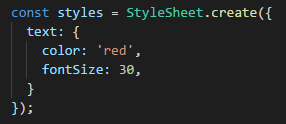 const styles = StyleSheet.create({
  text: {
    color: 'red',
    fontSize: 30,
  }
});